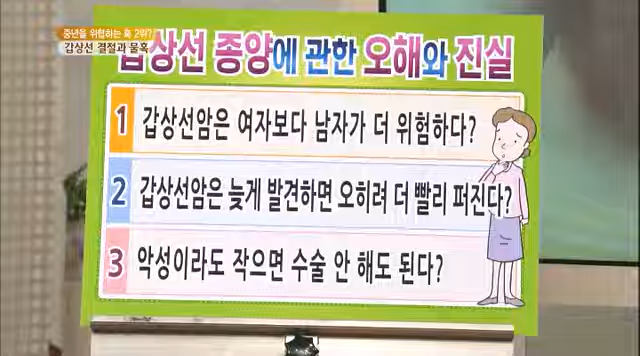 중년을 위협하는 혹 2위?
갑상선 결절과 물혹
갑상선 종양에 관한 오해와 진실
1 갑상선암은 여자보다 남자가 더 위험하다?
2 갑상선암은 늦게 발견하면 오히려 더 빨리 퍼진다?
3 악성이라도 작으면 수술 안 해도 된다?